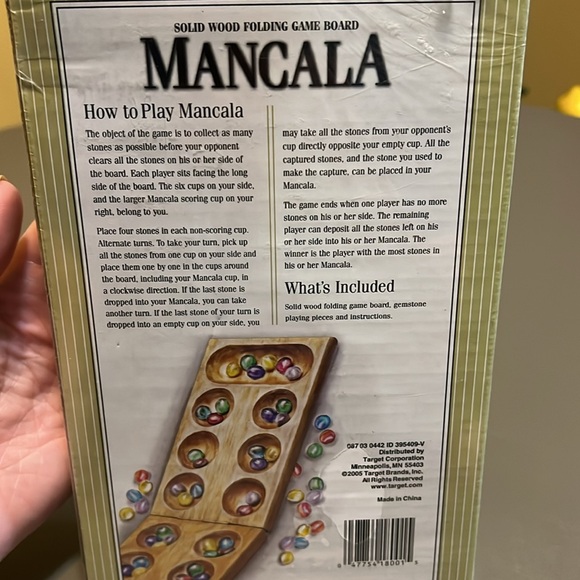 SOLID WOOD FOLDING GAME BOARD
MANCALA
How to Play Mancala
The object of the game is to collect as many
stones as possible before your opponent
clears all the stones on his or her side of
the board. Each player sits facing the long
side of the board. The six cups on your side,
and the larger Mancala scoring cup on your
right, belong to you.
Place four stones in each non-scoring cup.
Alternate turns. To take your turn, pick up
all the stones from one cup on your side and
place them one by one in the cups around
the board, including your Mancala cup, in
a clockwise direction. If the last stone is
dropped into your Mancala, you can take
another turn. If the last stone of your turn is
dropped into an empty cup on your side, you
may take all the stones from your opponent's
cup directly opposite your empty cup. All the
captured stones, and the stone you used to
make the capture, can be placed in your
Mancala.
The game ends when one player has no more
stones on his or her side. The remaining
player can deposit all the stones left on his
or her side into his or her Mancala. The
winner is the player with the most stones in
his or her Mancala.
What's Included
Solid wood folding game board, gemstone
playing pieces and instructions.
087 03 0442 ID 395409-V
Distributed by
Target Corporation
Minneapolis, MN 55403
©2005 Target Brands, Inc.
All Rights Reserved
www.target.com
Made in China
0 47754 18001 3